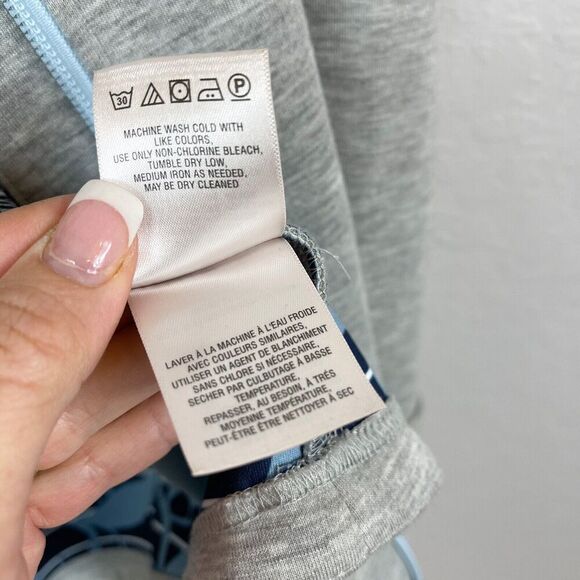 30 P
MACHINE WASH COLD WITH
LIKE COLORS,
USE ONLY NON-CHLORINE BLEACH,
TUMBLE DRY LOW,
MEDIUM IRON AS NEEDED,
MAY BE DRY CLEANED
LAVER À LA MACHINE À L'EAU FROIDE
AVEC COULEURS SIMILAIRES,
UTILISER UN AGENT DE BLANCHIMENT
SANS CHLORE SI NÉCESSAIRE,
SECHER PAR CULBUTAGE À BASSE
TEMPÉRATURE,
REPASSER, AU BESOIN, À TRÈS
MOYENNE TEMPÉRATURE,
PEUT-ÊTRE ÊTRE NETTOYER À SEC